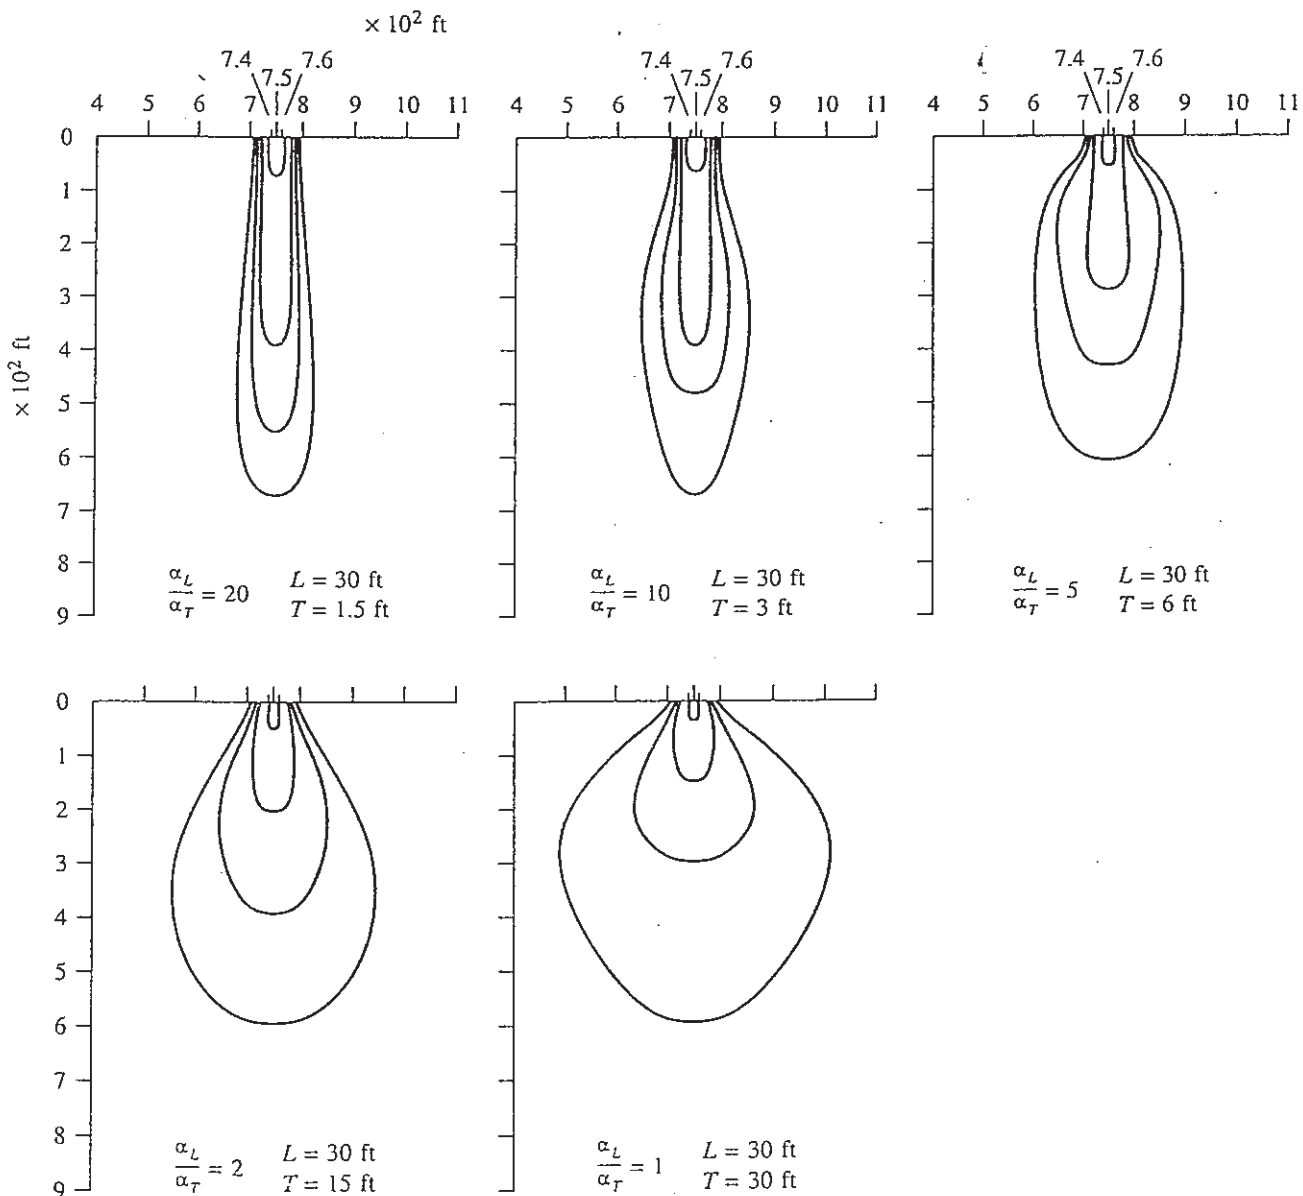 × 10² ft
7.4 7.5 7.6
4 5 6 7 8 9 10 11
7.4 7.5 7.6
4 5 6 7 8 9 10 11
7.4 7.5 7.6
4 5 6 7 8 9 10 11
× 10² ft
0
1
2
3
4
5
6
7
8
9
α_L/α_T = 20 L = 30 ft
T = 1.5 ft
α_L/α_T = 10 L = 30 ft
T = 3 ft
α_L/α_T = 5 L = 30 ft
T = 6 ft
0
1
2
3
4
5
6
7
8
9
α_L/α_T = 2 L = 30 ft
T = 15 ft
α_L/α_T = 1 L = 30 ft
T = 30 ft